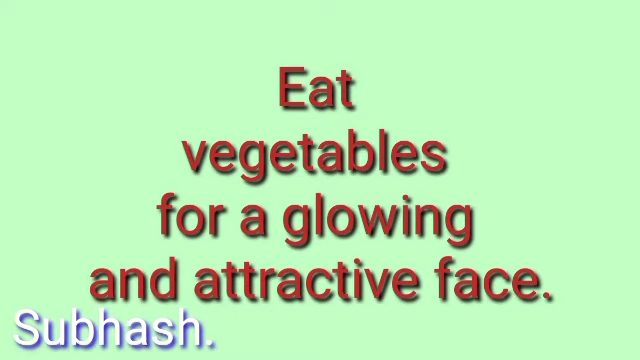 Eat
vegetables
for a glowing
and attractive face.
Subhash.